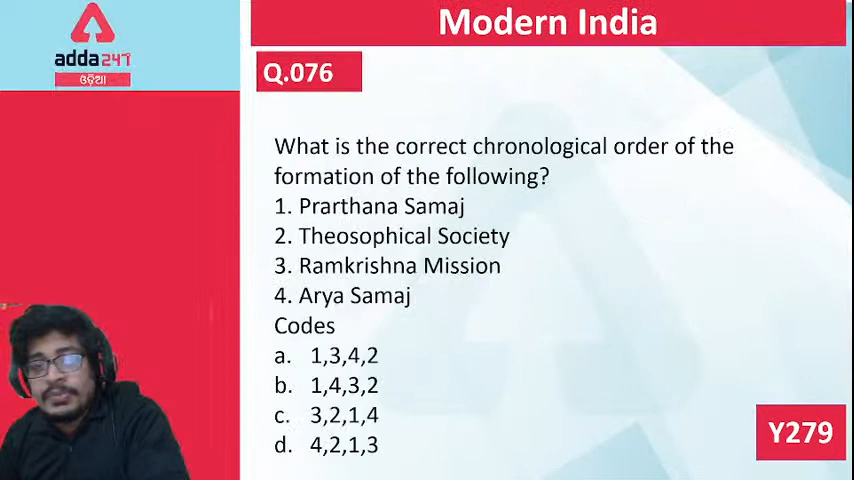 Modern India
adda247
ଓଡ଼ିଆ
Q.076
What is the correct chronological order of the
formation of the following?
1. Prarthana Samaj
2. Theosophical Society
3. Ramkrishna Mission
4. Arya Samaj
Codes
a. 1,3,4,2
b. 1,4,3,2
c. 3,2,1,4
d. 4,2,1,3
Y279